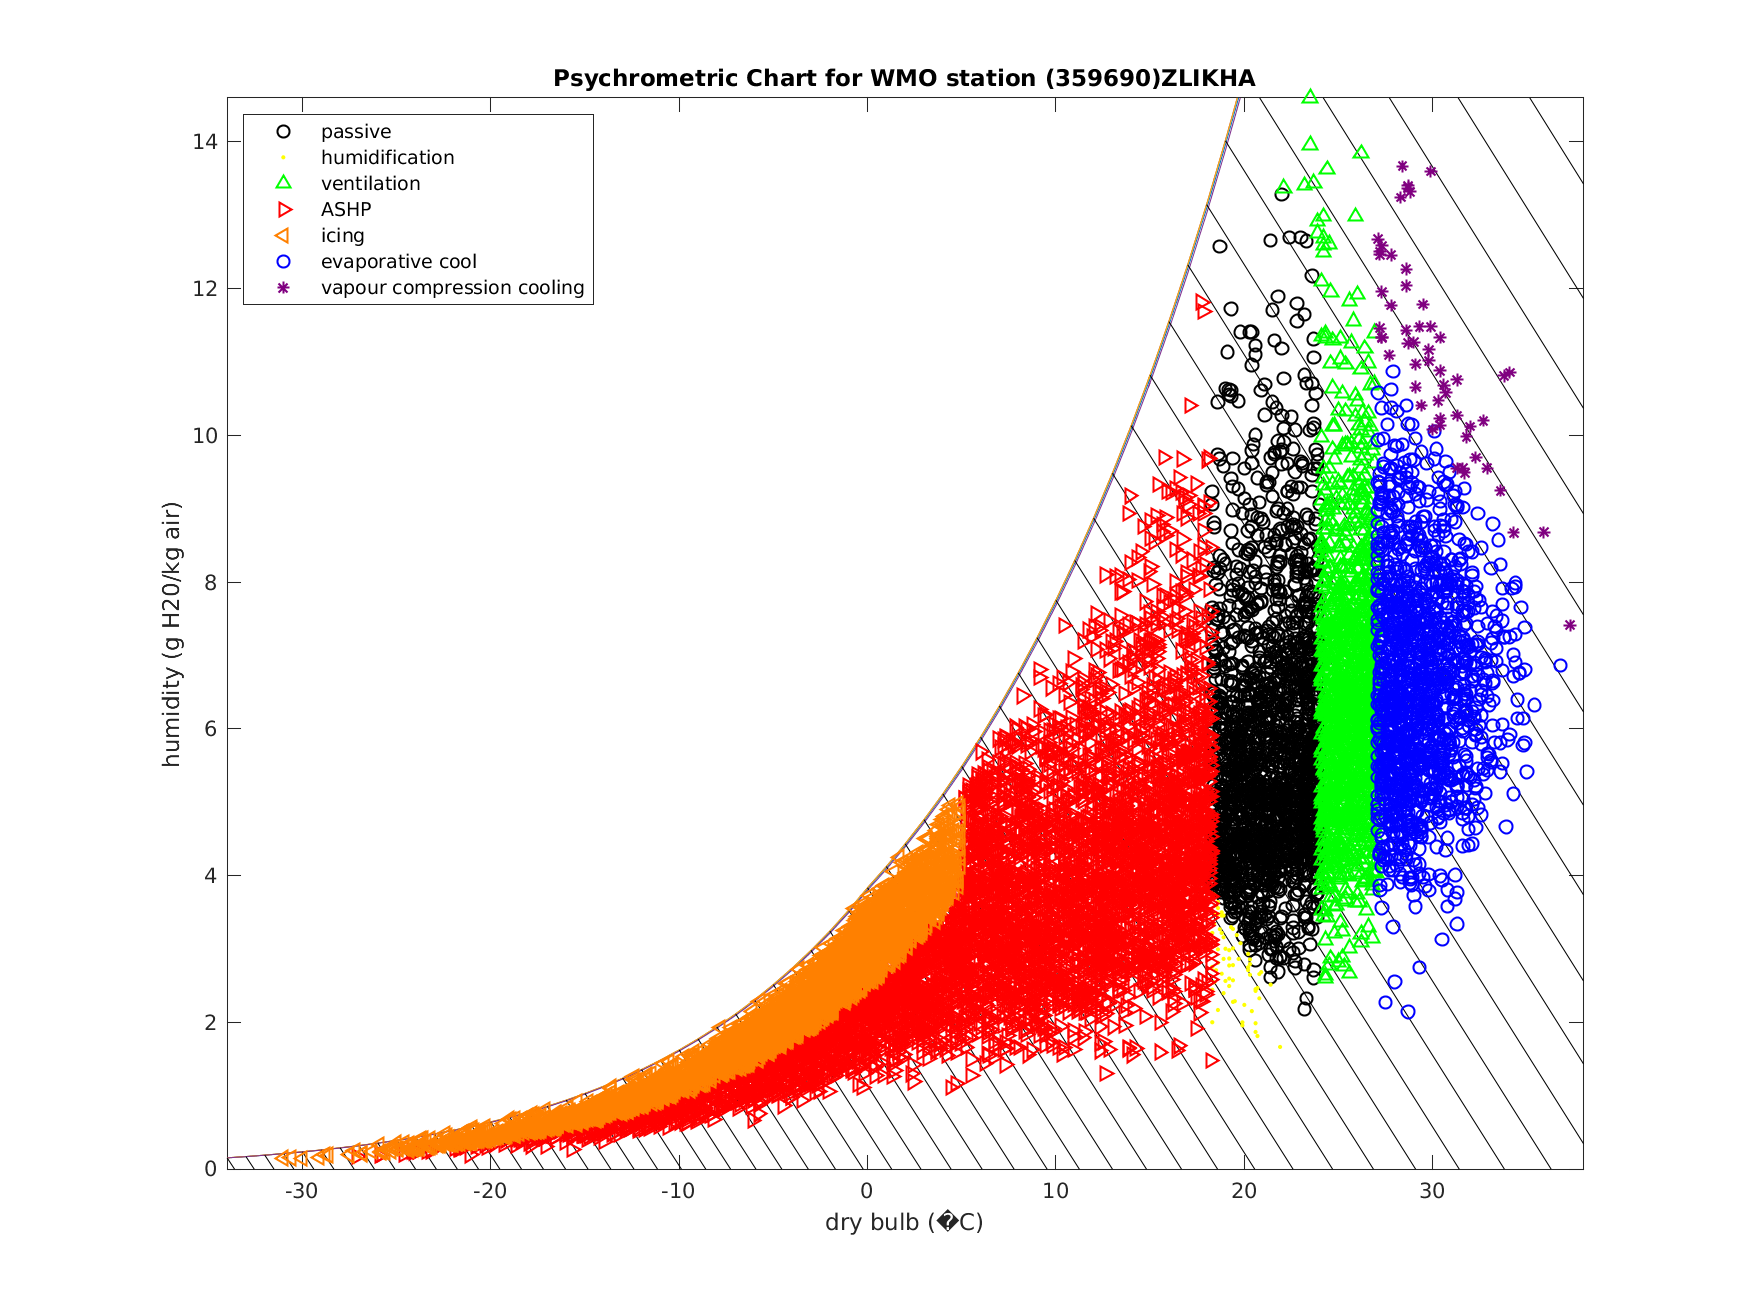 Psychrometric Chart for WMO station (359690)ZLIKHA
passive
humidification
ventilation
ASHP
icing
evaporative cool
vapour compression cooling
humidity (g H20/kg air)
14
12
10
8
6
4
2
0
-30 -20 -10 0 10 20 30
dry bulb (�C)